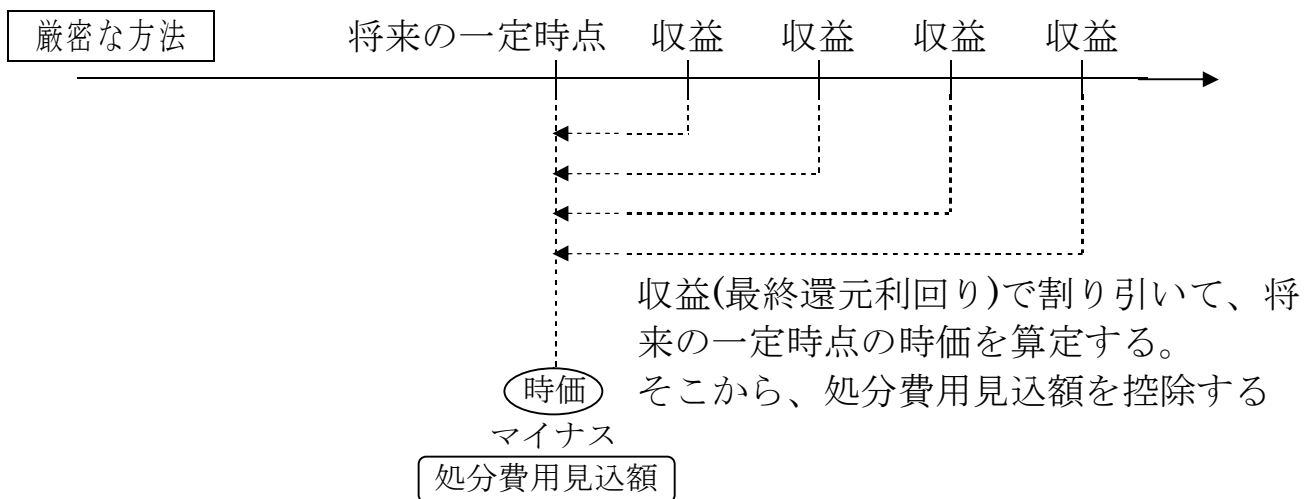 厳密な方法
将来の一定時点 収益 収益 収益 収益
収益(最終還元利回り)で割り引いて、将
来の一定時点の時価を算定する。
時価 そこから、処分費用見込額を控除する
マイナス
処分費用見込額